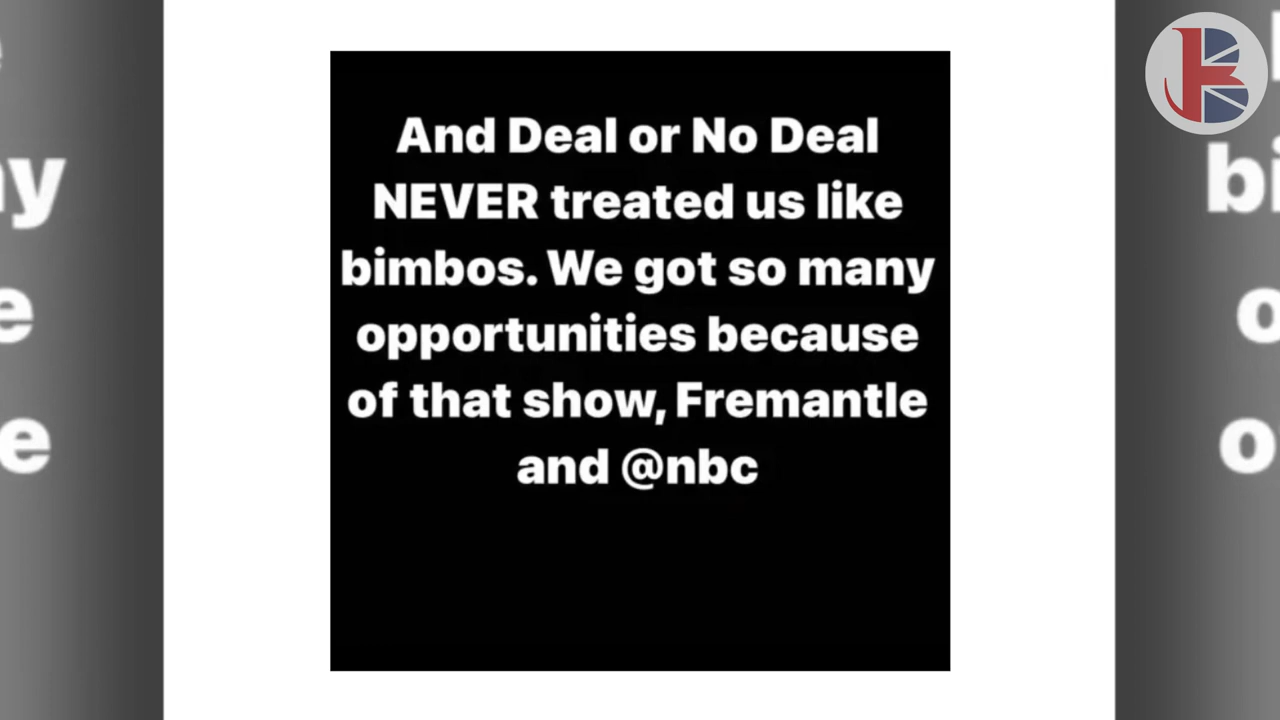 And Deal or No Deal
NEVER treated us like
bimbos. We got so many
opportunities because
of that show, Fremantle
and @nbc